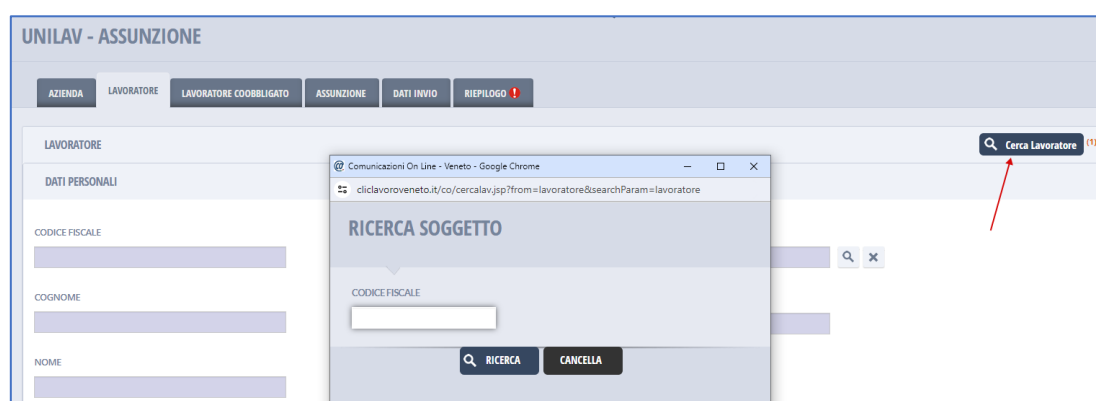 UNILAV - ASSUNZIONE
AZIENDA LAVORATORE LAVORATORE COOBBLIGATO ASSUNZIONE DATI INVIO RIEPILOGO
LAVORATORE
Cerca Lavoratore (1)
Comunicazioni On Line - Veneto - Google Chrome
DATI PERSONALI
cliclavoroveneto.it/co/cercalav.jsp?from=lavoratore&searchParam=lavoratore
RICERCA SOGGETTO
CODICE FISCALE
CODICE FISCALE
COGNOME
RICERCA CANCELLA
NOME